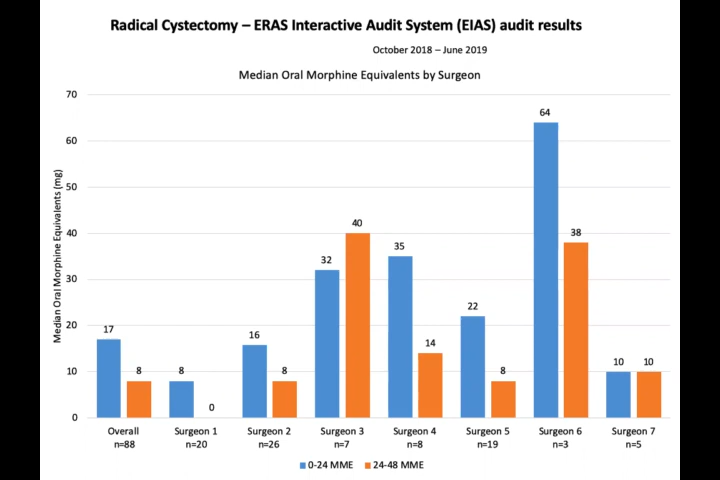 Radical Cystectomy – ERAS Interactive Audit System (EIAS) audit results
October 2018 – June 2019
Median Oral Morphine Equivalents by Surgeon
Median Oral Morphine Equivalents (mg)
70
60
50
40
30
20
10
0
17
8
8
0
16
8
32
40
35
14
22
8
64
38
10
10
Overall
n=88
Surgeon 1
n=20
Surgeon 2
n=26
Surgeon 3
n=7
Surgeon 4
n=8
Surgeon 5
n=19
Surgeon 6
n=3
Surgeon 7
n=5
0-24 MME
24-48 MME